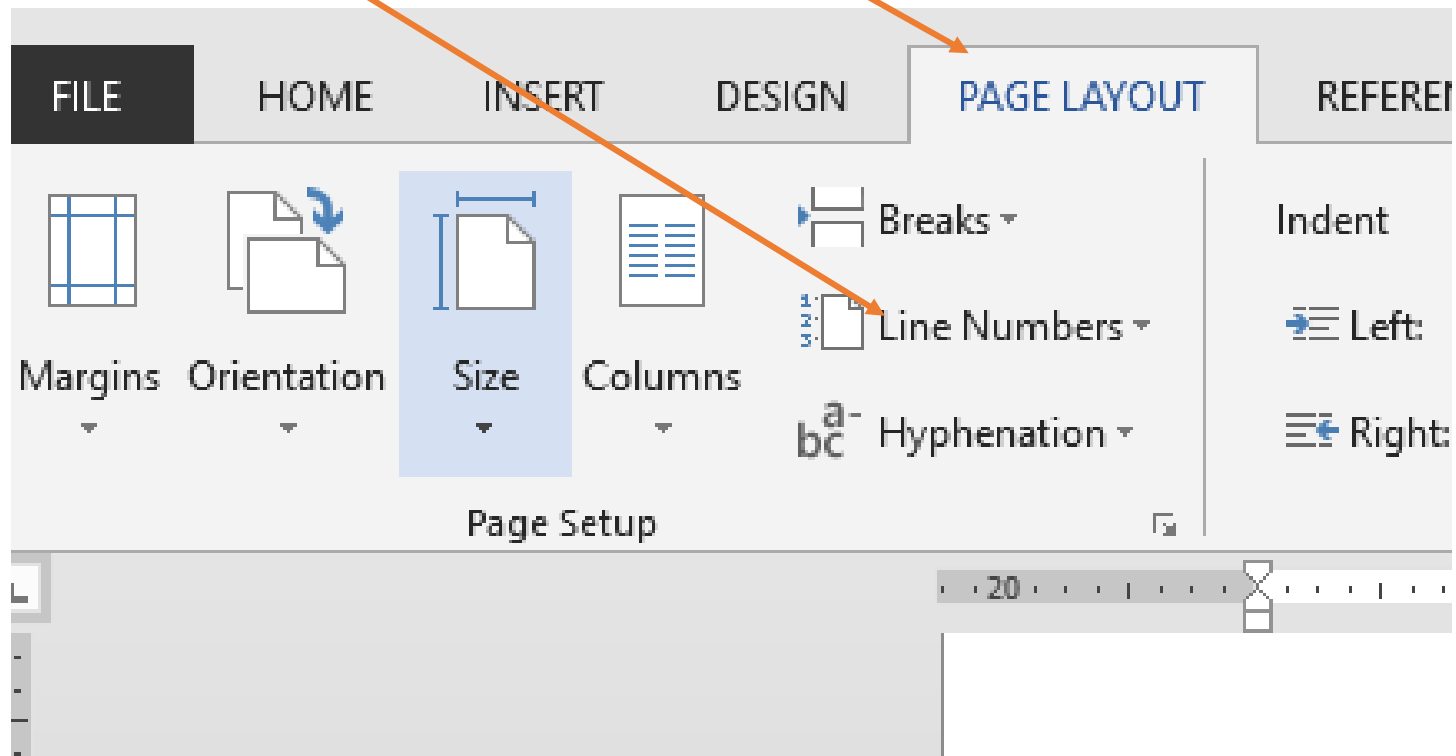 FILE HOME INSERT DESIGN PAGE LAYOUT REFEREN
Breaks Indent
Line Numbers Left:
Margins Orientation Size Columns
Hyphenation Right:
Page Setup
20